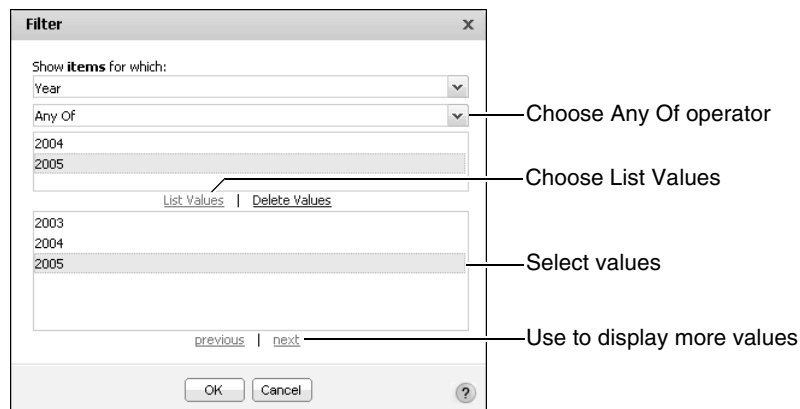 Filter x
Show items for which:
Year
Any Of
Choose Any Of operator
2004
2005
Choose List Values
List Values | Delete Values
2003
2004
2005
Select values
previous | next
Use to display more values
OK Cancel ?